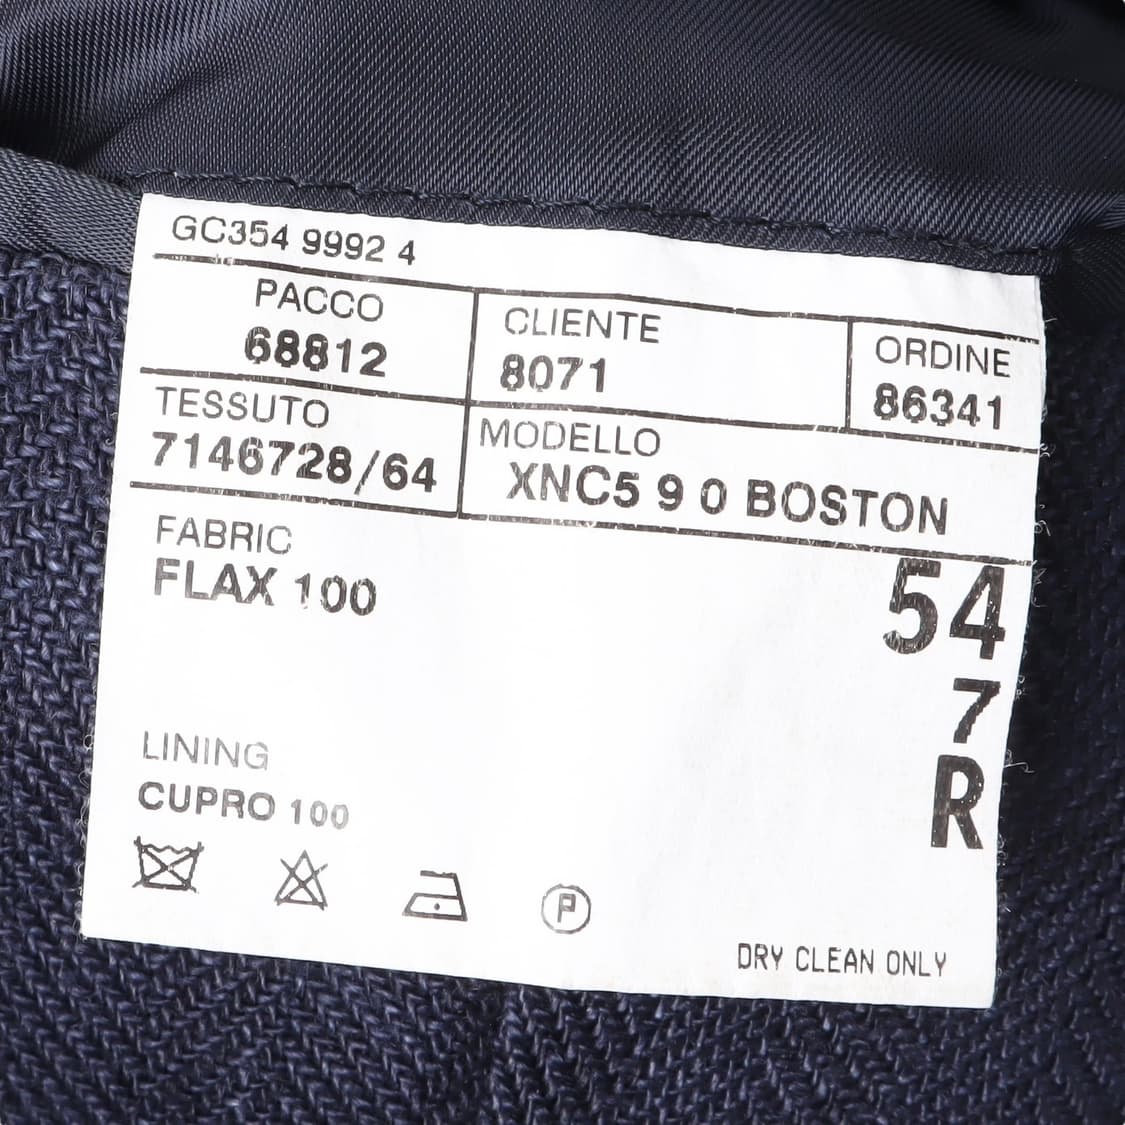 GC354 9992 4
PACCO
68812
CLIENTE
8071
ORDINE
86341
TESSUTO
7146728/64
MODELLO
XNC5 9 0 BOSTON
FABRIC
FLAX 100
54
7
R
LINING
CUPRO 100
P
DRY CLEAN ONLY